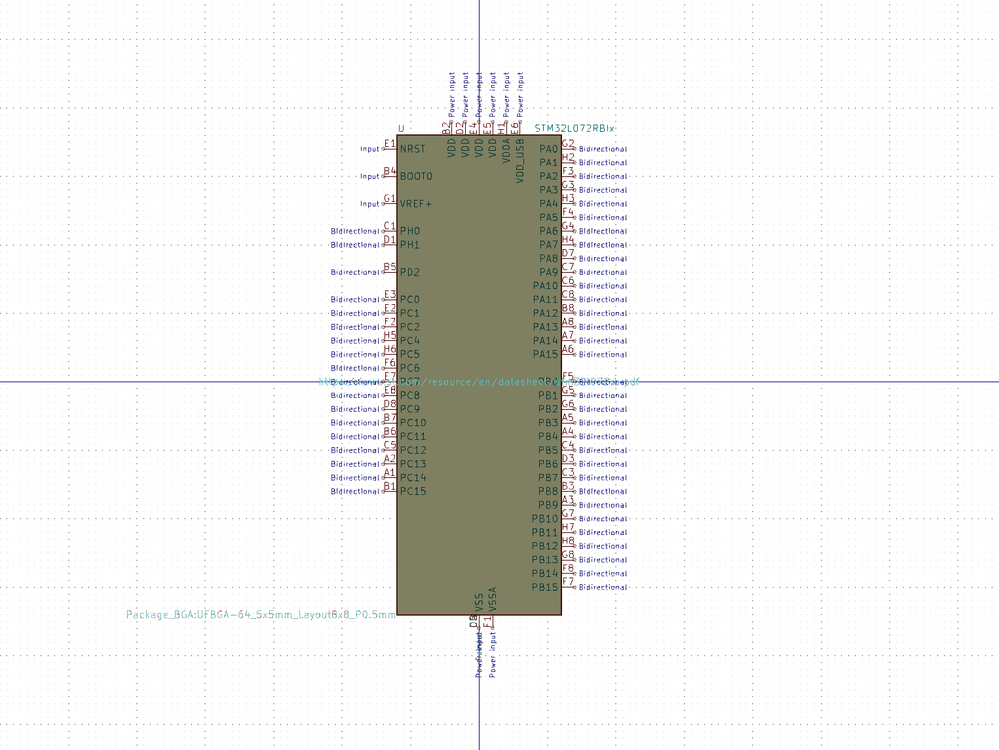 Power input
Power input
Power input
Power input
Power input
Power input
B2 VDD
D2 VDD
E4 VDD
E5 VDD
H1 VDDA
E6 VDD_USB
U
STM32L072RBIx
Input E1 NRST
Input B4 BOOT0
Input G1 VREF+
Bidirectional C1 PH0
Bidirectional D1 PH1
Bidirectional B5 PD2
Bidirectional E3 PC0
Bidirectional E2 PC1
Bidirectional F2 PC2
Bidirectional H5 PC4
Bidirectional H6 PC5
Bidirectional F6 PC6
Bidirectional E7
Bidirectional E8 PC8
Bidirectional D8 PC9
Bidirectional B7 PC10
Bidirectional B6 PC11
Bidirectional C5 PC12
Bidirectional A2 PC13
Bidirectional A1 PC14
Bidirectional B1 PC15
PA0 G2 Bidirectional
PA1 H2 Bidirectional
PA2 F3 Bidirectional
PA3 G3 Bidirectional
PA4 H3 Bidirectional
PA5 F4 Bidirectional
PA6 G4 Bidirectional
PA7 H4 Bidirectional
PA8 D7 Bidirectional
PA9 C7 Bidirectional
PA10 C6 Bidirectional
PA11 C8 Bidirectional
PA12 B8 Bidirectional
PA13 A8 Bidirectional
PA14 A7 Bidirectional
PA15 A6 Bidirectional
F5 Bidirectional
PB1 G5 Bidirectional
PB2 G6 Bidirectional
PB3 A5 Bidirectional
PB4 A4 Bidirectional
PB5 C4 Bidirectional
PB6 D3 Bidirectional
PB7 C3 Bidirectional
PB8 B3 Bidirectional
PB9 A3 Bidirectional
PB10 G7 Bidirectional
PB11 H7 Bidirectional
PB12 H8 Bidirectional
PB13 G8 Bidirectional
PB14 F8 Bidirectional
PB15 F7 Bidirectional
Package_BGA:UFBGA-64_5x5mm_Layout8x8_P0.5mm
VSS
VSSA F1
Power input